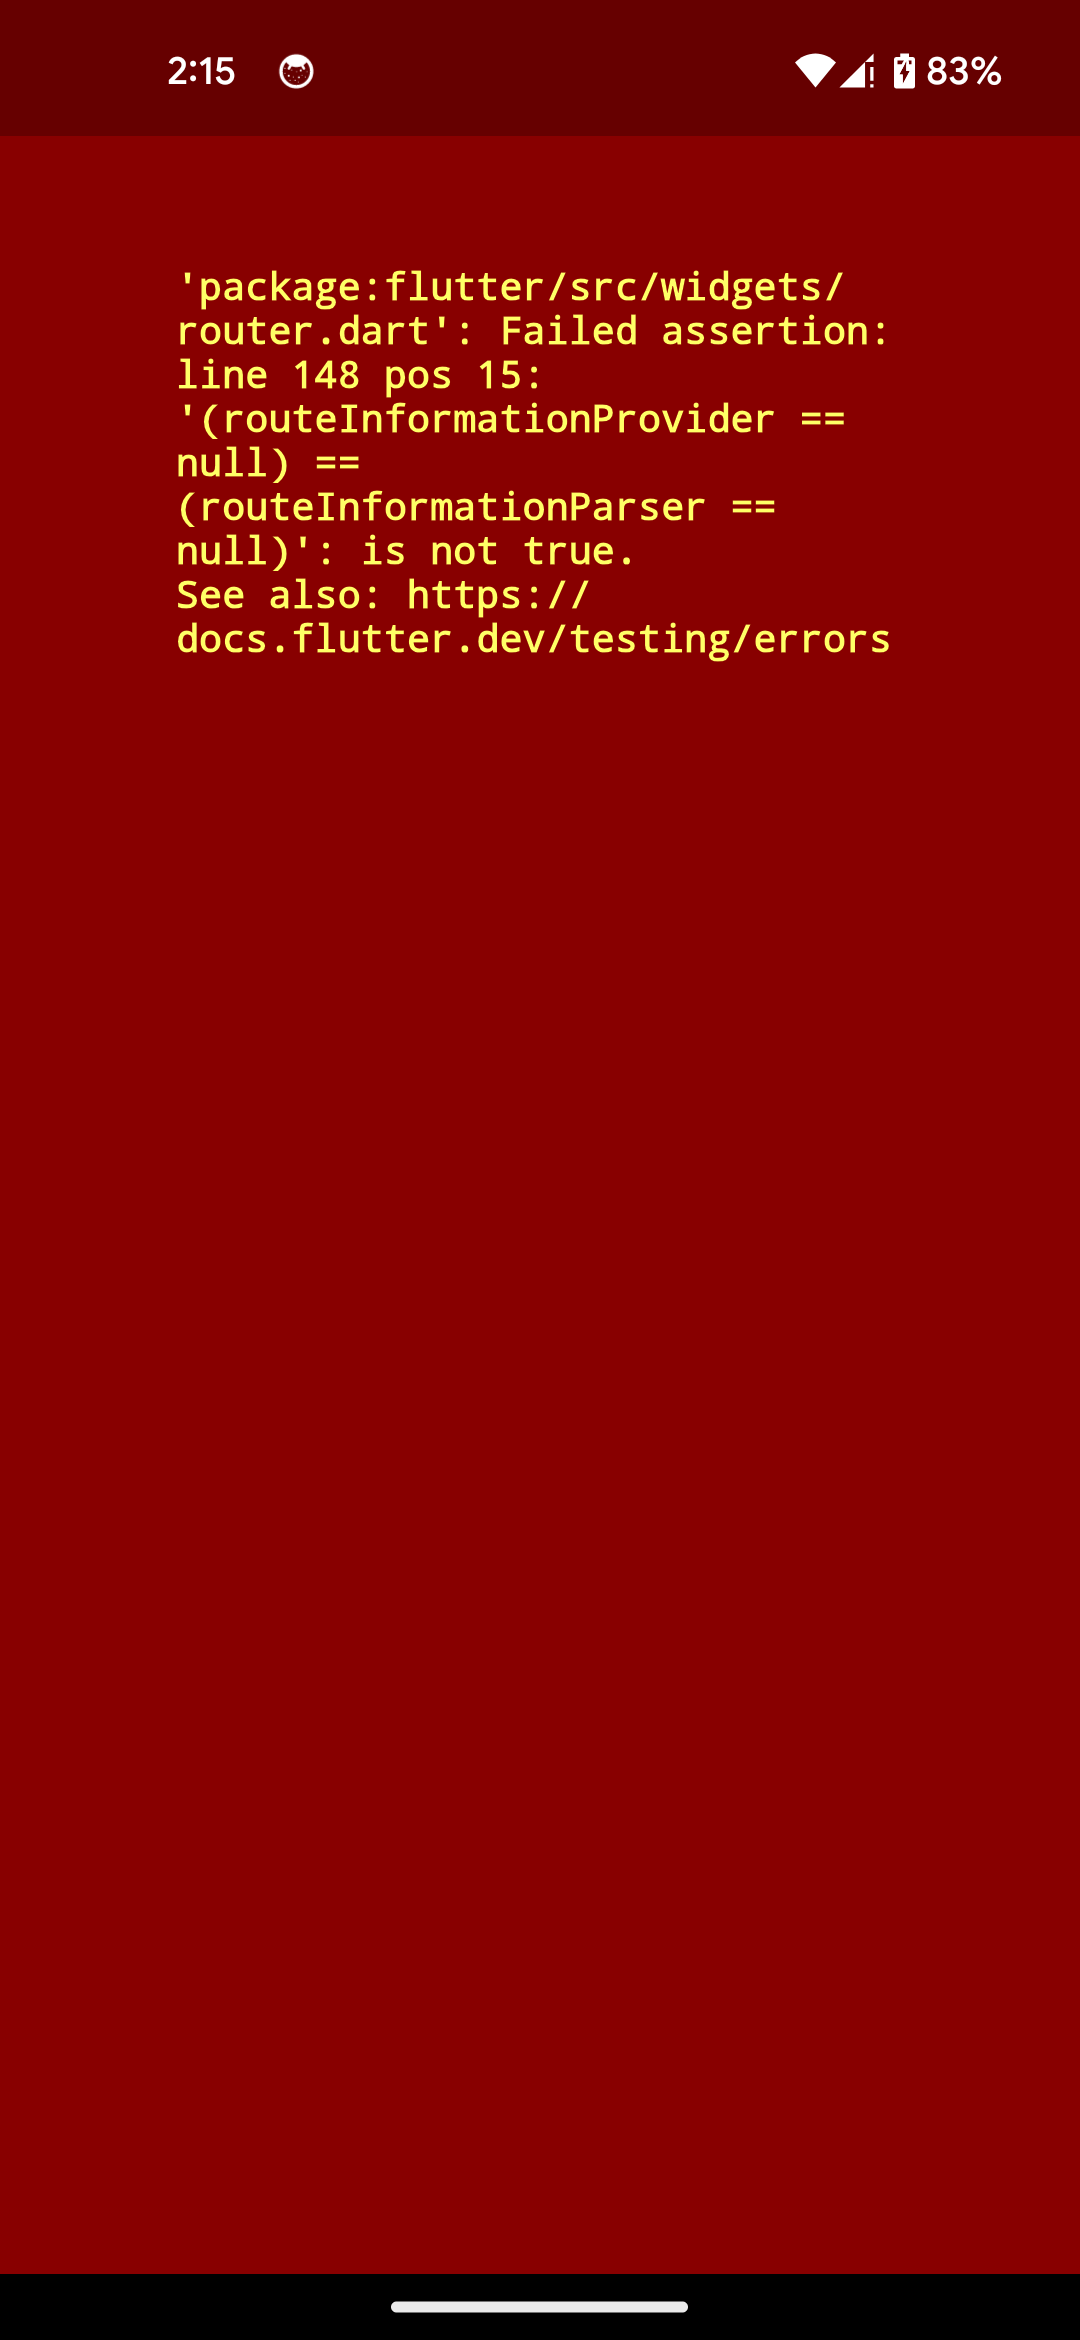 2:15 83%
'package:flutter/src/widgets/
router.dart': Failed assertion:
line 148 pos 15:
'(routeInformationProvider ==
null) ==
(routeInformationParser ==
null)': is not true.
See also: https://
docs.flutter.dev/testing/errors